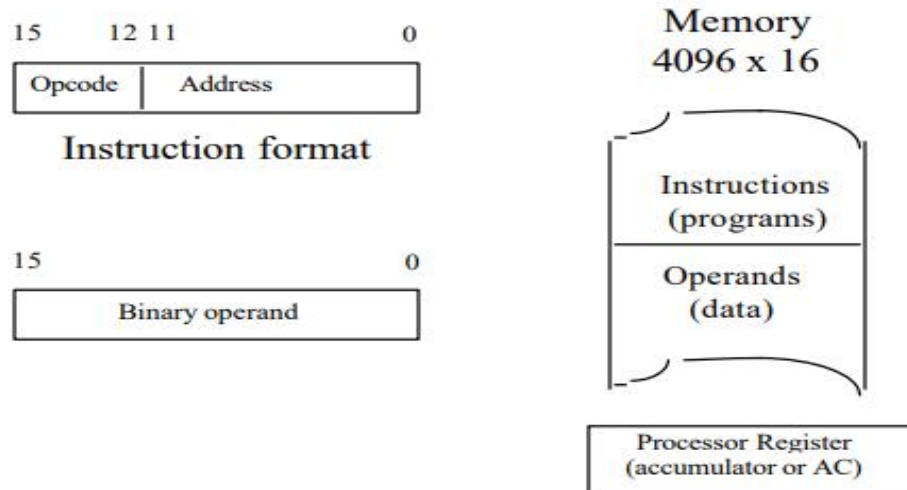 15 12 11 0
Opcode Address
Instruction format
15 0
Binary operand
Memory
4096 x 16
Instructions
(programs)
Operands
(data)
Processor Register
(accumulator or AC)